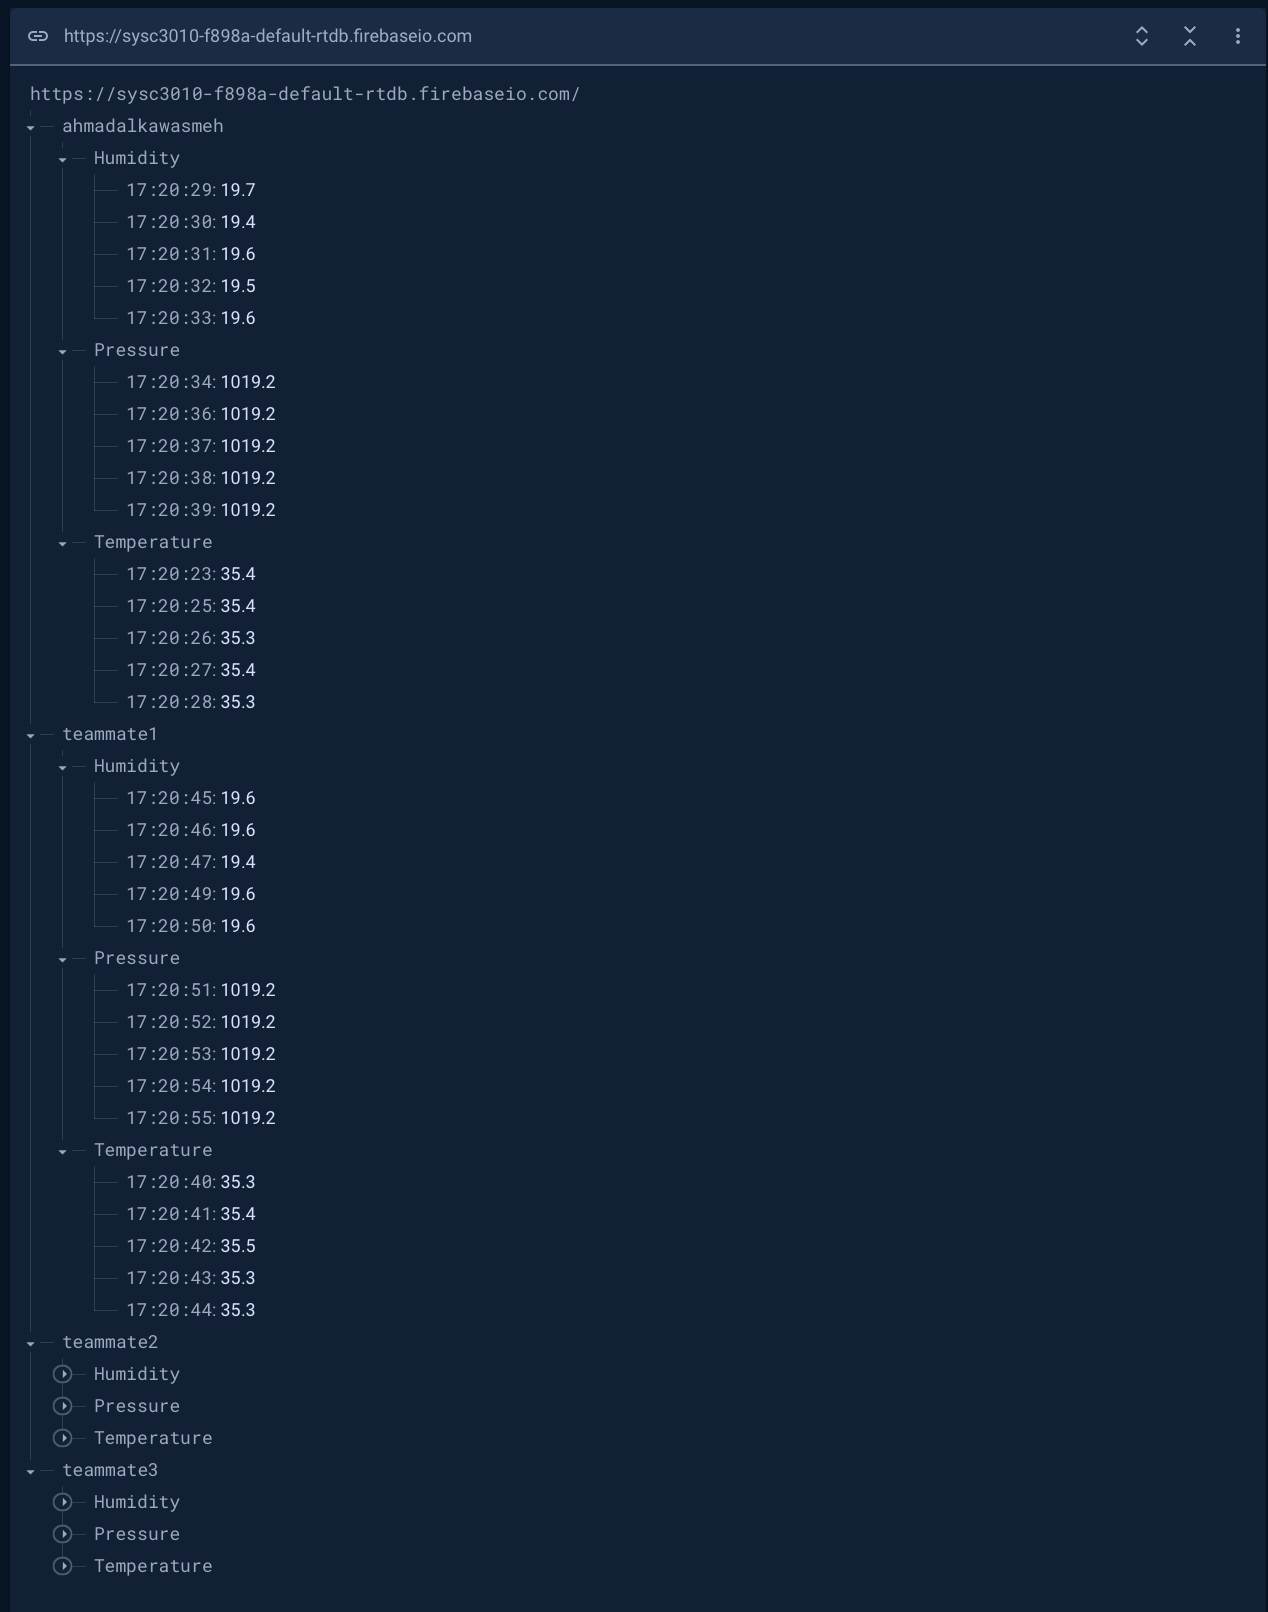 https://sysc3010-f898a-default-rtdb.firebaseio.com
https://sysc3010-f898a-default-rtdb.firebaseio.com/
ahmadalkawasmeh
Humidity
17:20:29: 19.7
17:20:30: 19.4
17:20:31: 19.6
17:20:32: 19.5
17:20:33: 19.6
Pressure
17:20:34: 1019.2
17:20:36: 1019.2
17:20:37: 1019.2
17:20:38: 1019.2
17:20:39: 1019.2
Temperature
17:20:23: 35.4
17:20:25: 35.4
17:20:26: 35.3
17:20:27: 35.4
17:20:28: 35.3
teammate1
Humidity
17:20:45: 19.6
17:20:46: 19.6
17:20:47: 19.4
17:20:49: 19.6
17:20:50: 19.6
Pressure
17:20:51: 1019.2
17:20:52: 1019.2
17:20:53: 1019.2
17:20:54: 1019.2
17:20:55: 1019.2
Temperature
17:20:40: 35.3
17:20:41: 35.4
17:20:42: 35.5
17:20:43: 35.3
17:20:44: 35.3
teammate2
Humidity
Pressure
Temperature
teammate3
Humidity
Pressure
Temperature